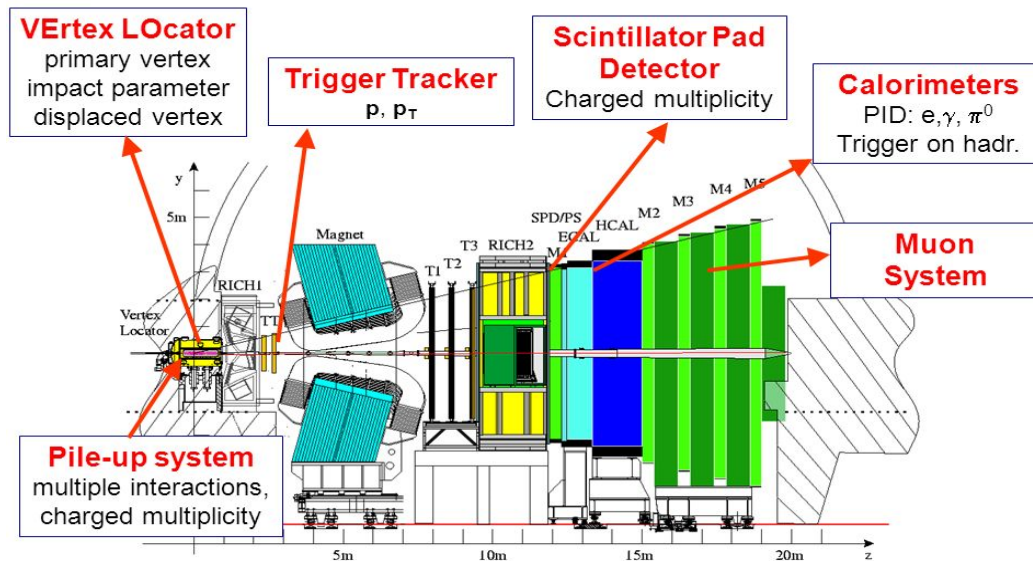 VErtex LOcator
primary vertex
impact parameter
displaced vertex
Trigger Tracker
p, pT
Scintillator Pad
Detector
Charged multiplicity
Calorimeters
PID: e,γ, π⁰
Trigger on hadr.
y
5m
Magnet
T3
T2
T1
RICH2
SPD/PS
M1
ECAL
HCAL
M2
M3
M4
M5
Muon
System
RICH1
TT
Vertex
Locator
Pile-up system
multiple interactions,
charged multiplicity
5m
10m
15m
20m
z